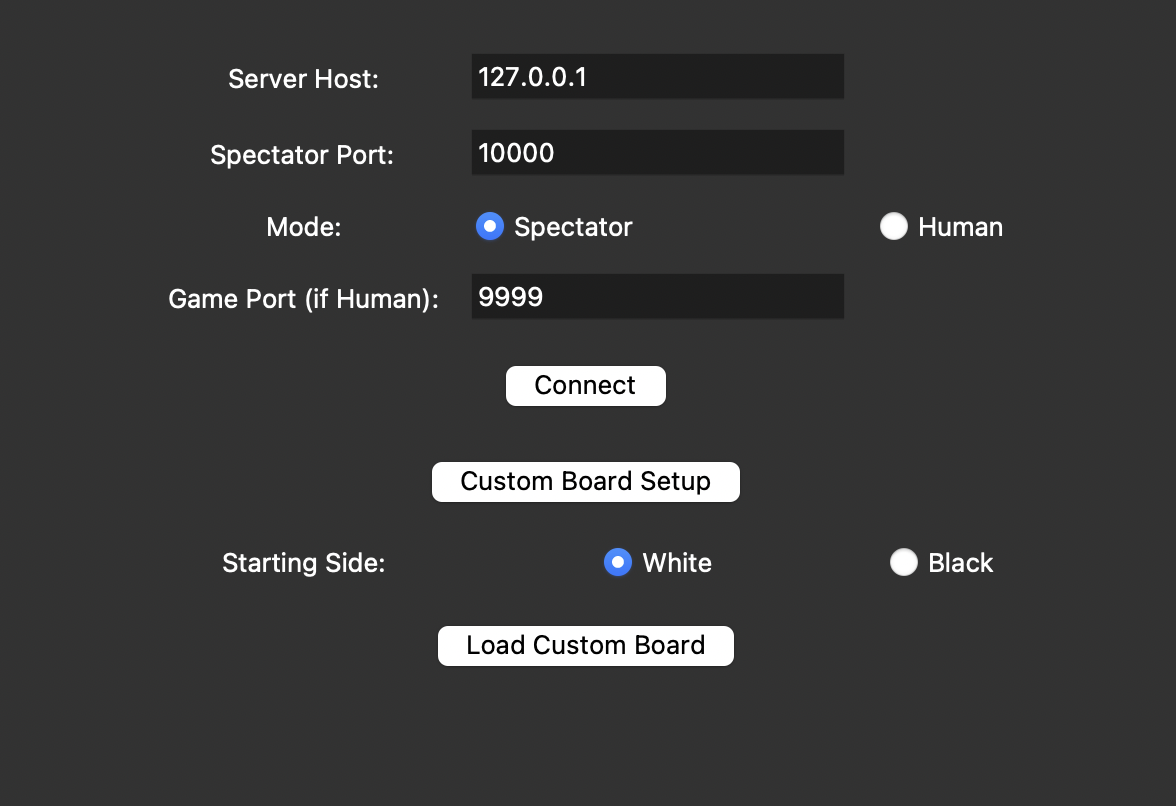 Server Host: 127.0.0.1
Spectator Port: 10000
Mode: Spectator Human
Game Port (if Human): 9999
Connect
Custom Board Setup
Starting Side: White Black
Load Custom Board